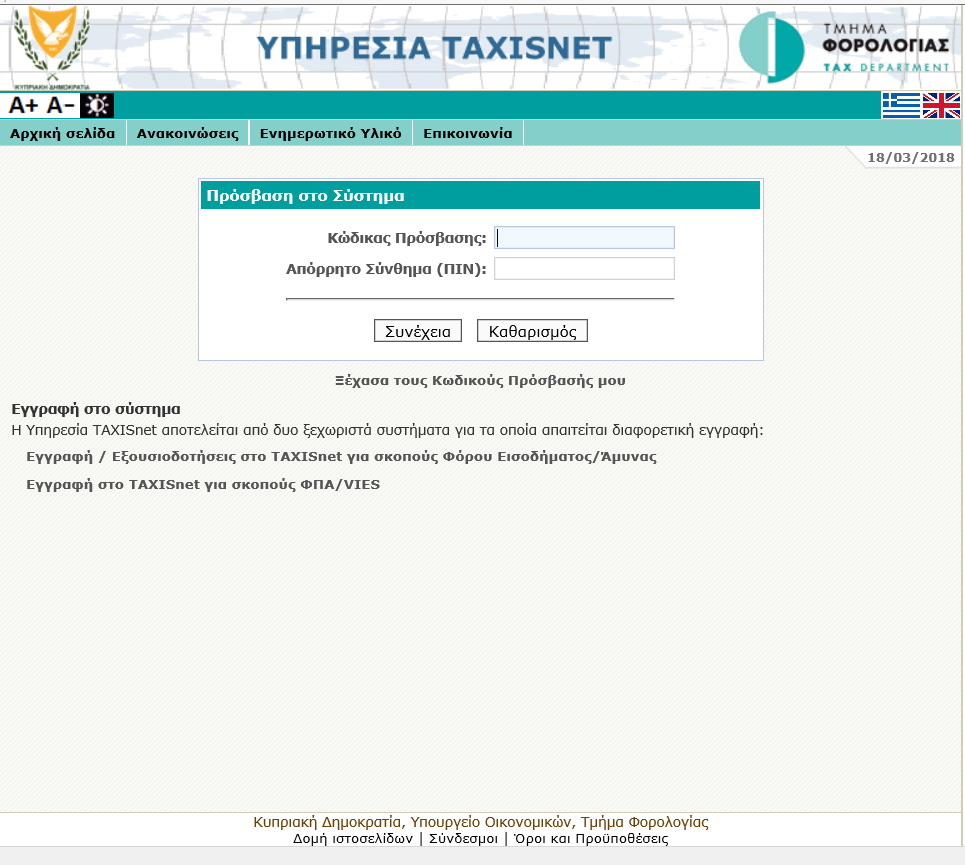 ΚΥΠΡΙΑΚΗ ΔΗΜΟΚΡΑΤΙΑ
ΥΠΗΡΕΣΙΑ TAXISNET
ΤΜΗΜΑ
ΦΟΡΟΛΟΓΙΑΣ
TAX DEPARTMENT
A+ A-
Αρχική σελίδα Ανακοινώσεις Ενημερωτικό Υλικό Επικοινωνία
18/03/2018
Πρόσβαση στο Σύστημα
Κώδικας Πρόσβασης:
Απόρρητο Σύνθημα (ΠΙΝ):
Συνέχεια Καθαρισμός
Ξέχασα τους Κωδικούς Πρόσβασής μου
Εγγραφή στο σύστημα
Η Υπηρεσία TAXISnet αποτελείται από δυο ξεχωριστά συστήματα για τα οποία απαιτείται διαφορετική εγγραφή:
Εγγραφή / Εξουσιοδοτήσεις στο TAXISnet για σκοπούς Φόρου Εισοδήματος/Άμυνας
Εγγραφή στο TAXISnet για σκοπούς ΦΠΑ/VIES
Κυπριακή Δημοκρατία, Υπουργείο Οικονομικών, Τμήμα Φορολογίας
Δομή ιστοσελίδων | Σύνδεσμοι | Όροι και Προϋποθέσεις